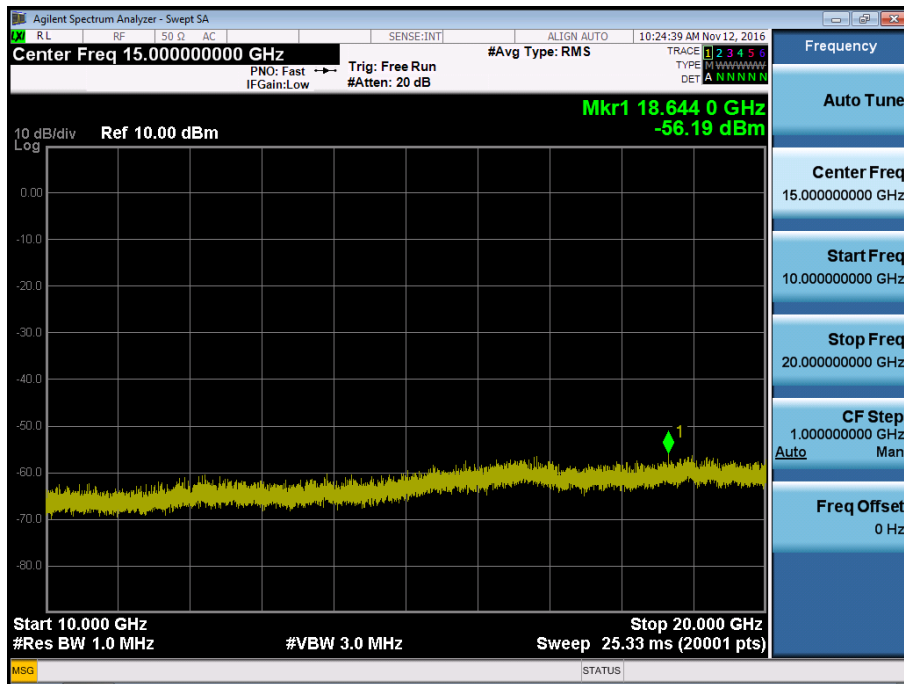 Agilent Spectrum Analyzer - Swept SA
LXI RL RF 50 Ω AC SENSE:INT ALIGN AUTO 10:24:39 AM Nov 12, 2016
Center Freq 15.000000000 GHz
#Avg Type: RMS
TRACE 1 2 3 4 5 6
PNO: Fast
Trig: Free Run
TYPE M WWWWW
IFGain:Low
#Atten: 20 dB
DET A N N N N N
Mkr1 18.644 0 GHz
-56.19 dBm
10 dB/div Ref 10.00 dBm
Log
0.00
-10.0
-20.0
-30.0
-40.0
-50.0
1
-60.0
-70.0
-80.0
Start 10.000 GHz Stop 20.000 GHz
#Res BW 1.0 MHz #VBW 3.0 MHz Sweep 25.33 ms (20001 pts)
MSG STATUS
Frequency
Auto Tune
Center Freq
15.000000000 GHz
Start Freq
10.000000000 GHz
Stop Freq
20.000000000 GHz
CF Step
1.000000000 GHz
Auto Man
Freq Offset
0 Hz